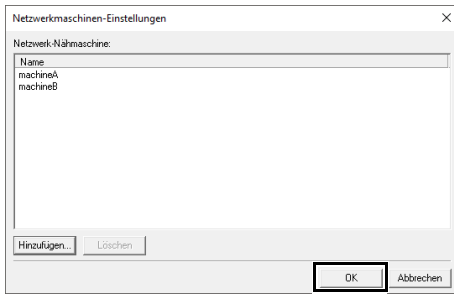 Netzwerkmaschinen-Einstellungen
Netzwerk-Nähmaschine:
Name
machineA
machineB
Hinzufügen... Löschen
OK Abbrechen